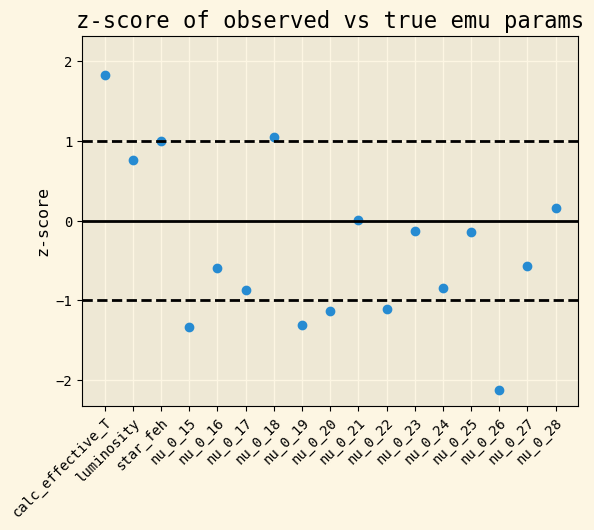 z-score of observed vs true emu params
z-score
2
1
0
−1
−2
calc_effective_T
luminosity
star_feh
nu_0_15
nu_0_16
nu_0_17
nu_0_18
nu_0_19
nu_0_20
nu_0_21
nu_0_22
nu_0_23
nu_0_24
nu_0_25
nu_0_26
nu_0_27
nu_0_28